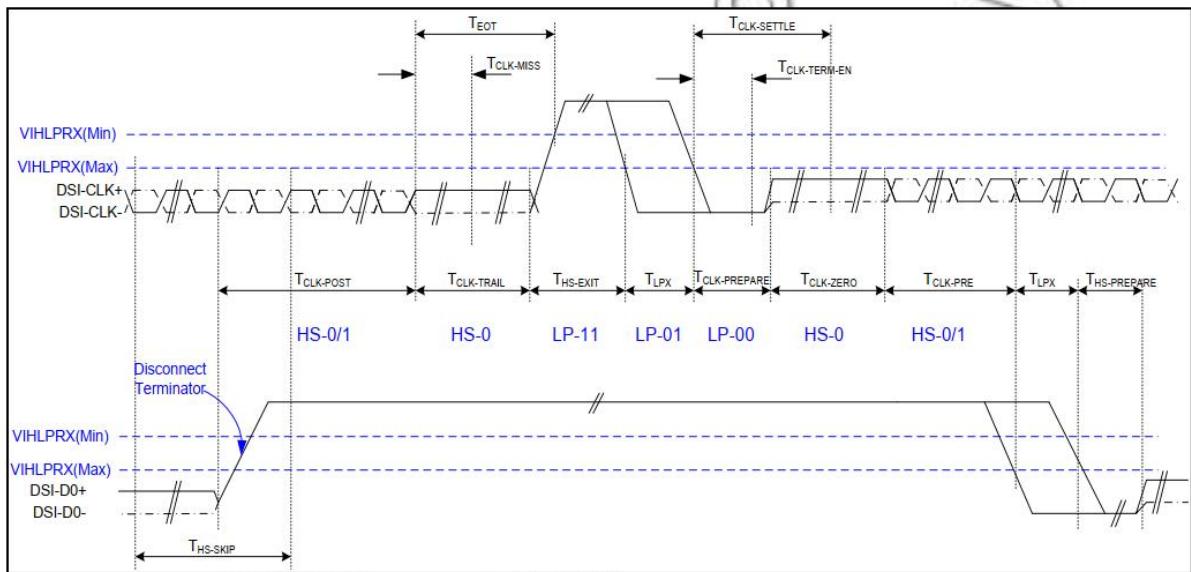 TEOT
TCLK-SETTLE
TCLK-MISS
TCLK-TERM-EN
VIHLPRX(Min)
VIHLPRX(Max)
DSI-CLK+
DSI-CLK-
TCLK-POST
TCLK-TRAIL
THS-EXIT
TLPX
TCLK-PREPARE
TCLK-ZERO
TCLK-PRE
TLPX
THS-PREPARE
HS-0/1
HS-0
LP-11
LP-01
LP-00
HS-0
HS-0/1
Disconnect
Terminator
VIHLPRX(Min)
VIHLPRX(Max)
DSI-D0+
DSI-D0-
THS-SKIP